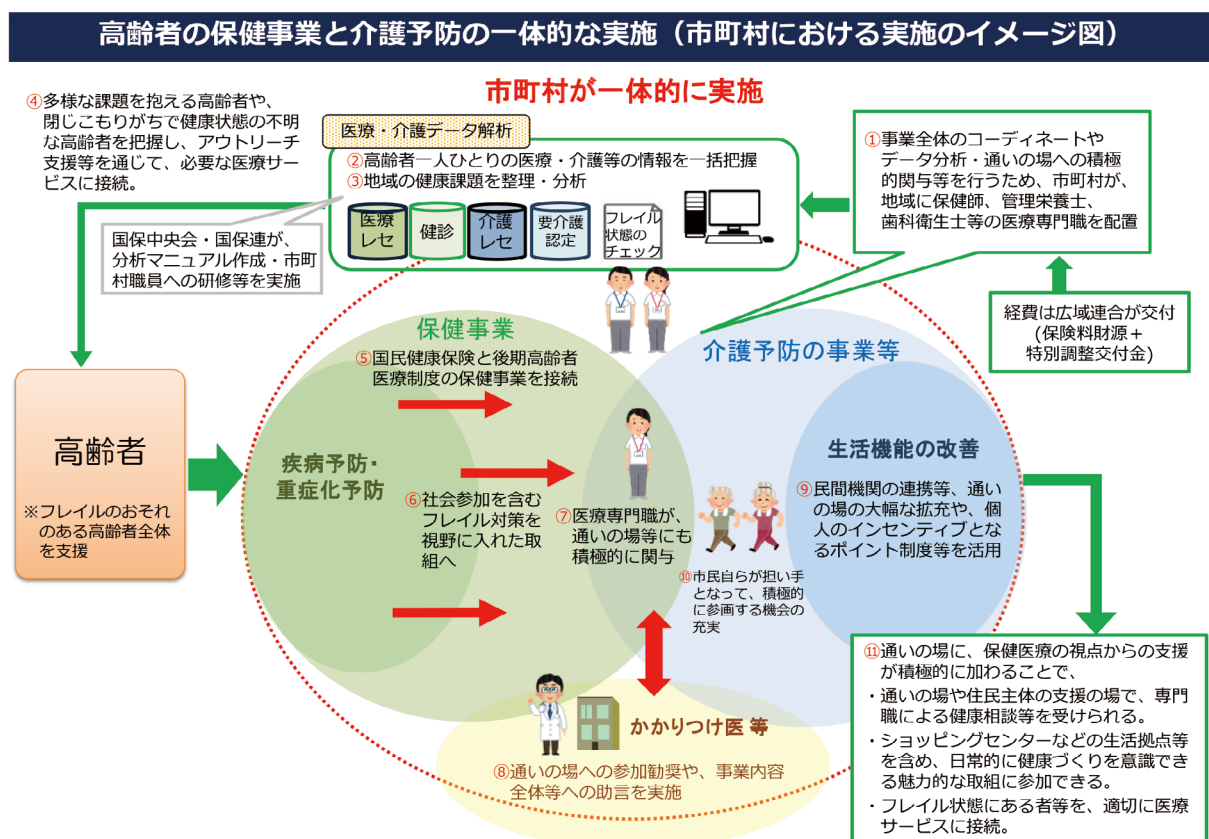 高齢者の保健事業と介護予防の一体的な実施（市町村における実施のイメージ図）
市町村が一体的に実施
④多様な課題を抱える高齢者や、
閉じこもりがちで健康状態の不明
な高齢者を把握し、アウトリーチ
支援等を通じて、必要な医療サー
ビスに接続。
医療・介護データ解析
②高齢者一人ひとりの医療・介護等の情報を一括把握
③地域の健康課題を整理・分析
医療
レセ
健診
介護
レセ
要介護
認定
フレイル
状態の
チェック
①事業全体のコーディネートや
データ分析・通いの場への積極
的関与等を行うため、市町村が、
地域に保健師、管理栄養士、
歯科衛生士等の医療専門職を配置
国保中央会・国保連が、
分析マニュアル作成・市町
村職員への研修等を実施
経費は広域連合が交付
(保険料財源＋
特別調整交付金)
保健事業
⑤国民健康保険と後期高齢者
医療制度の保健事業を接続
介護予防の事業等
高齢者
※フレイルのおそれ
のある高齢者全体
を支援
疾病予防・
重症化予防
⑥社会参加を含む
フレイル対策を
視野に入れた取
組へ
⑦医療専門職が、
通いの場等にも
積極的に関与
生活機能の改善
⑨民間機関の連携等、通い
の場の大幅な拡充や、個
人のインセンティブとな
るポイント制度等を活用
⑩市民自らが担い手
となって、積極的
に参画する機会の
充実
かかりつけ医 等
⑧通いの場への参加勧奨や、事業内容
全体等への助言を実施
⑪通いの場に、保健医療の視点からの支援
が積極的に加わることで、
・通いの場や住民主体の支援の場で、専門
職による健康相談等を受けられる。
・ショッピングセンターなどの生活拠点等
を含め、日常的に健康づくりを意識でき
る魅力的な取組に参加できる。
・フレイル状態にある者等を、適切に医療
サービスに接続。